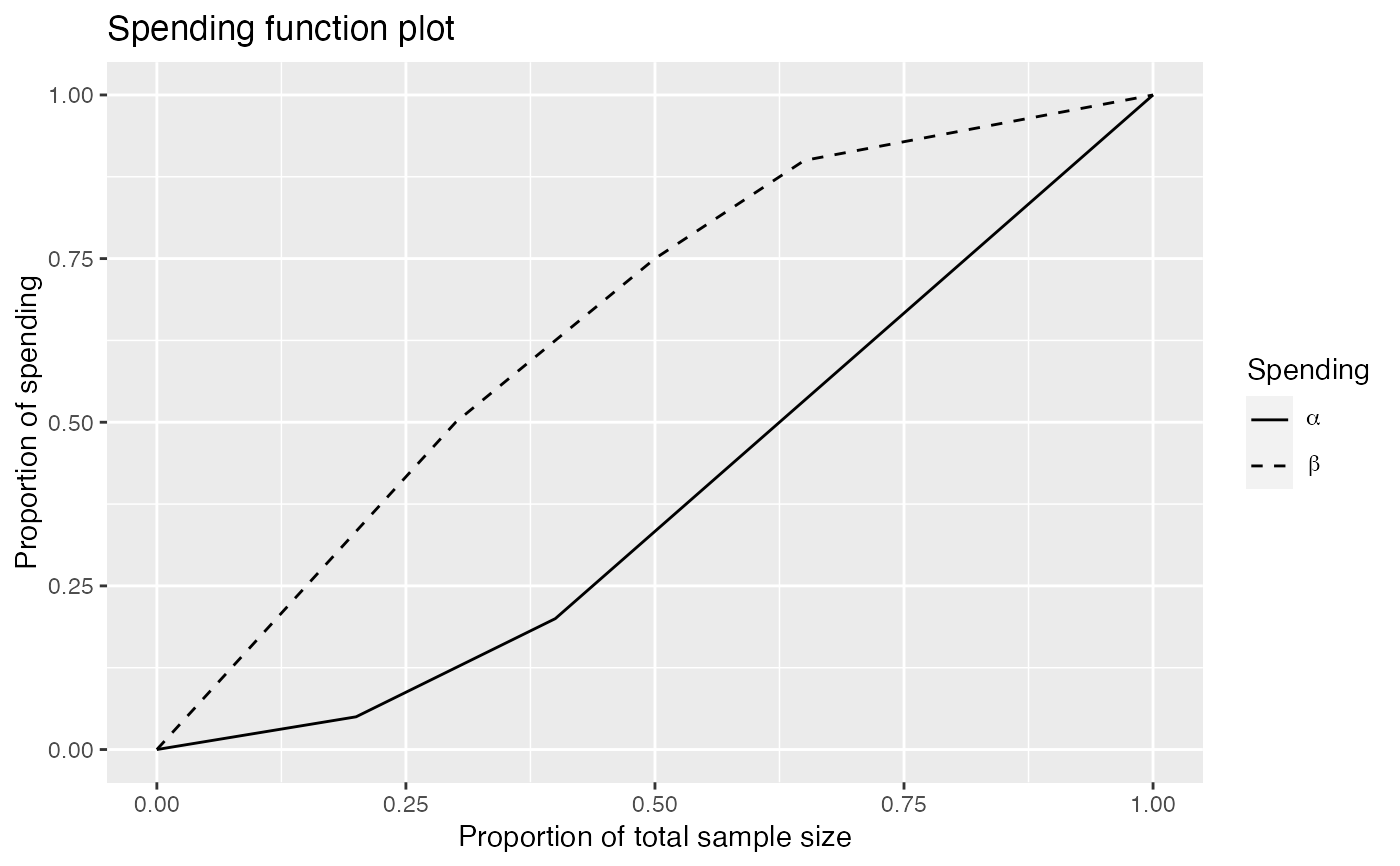 Spending function plot
1.00
0.75
0.50
0.25
0.00
Proportion of spending
0.00 0.25 0.50 0.75 1.00
Proportion of total sample size
Spending
α
β